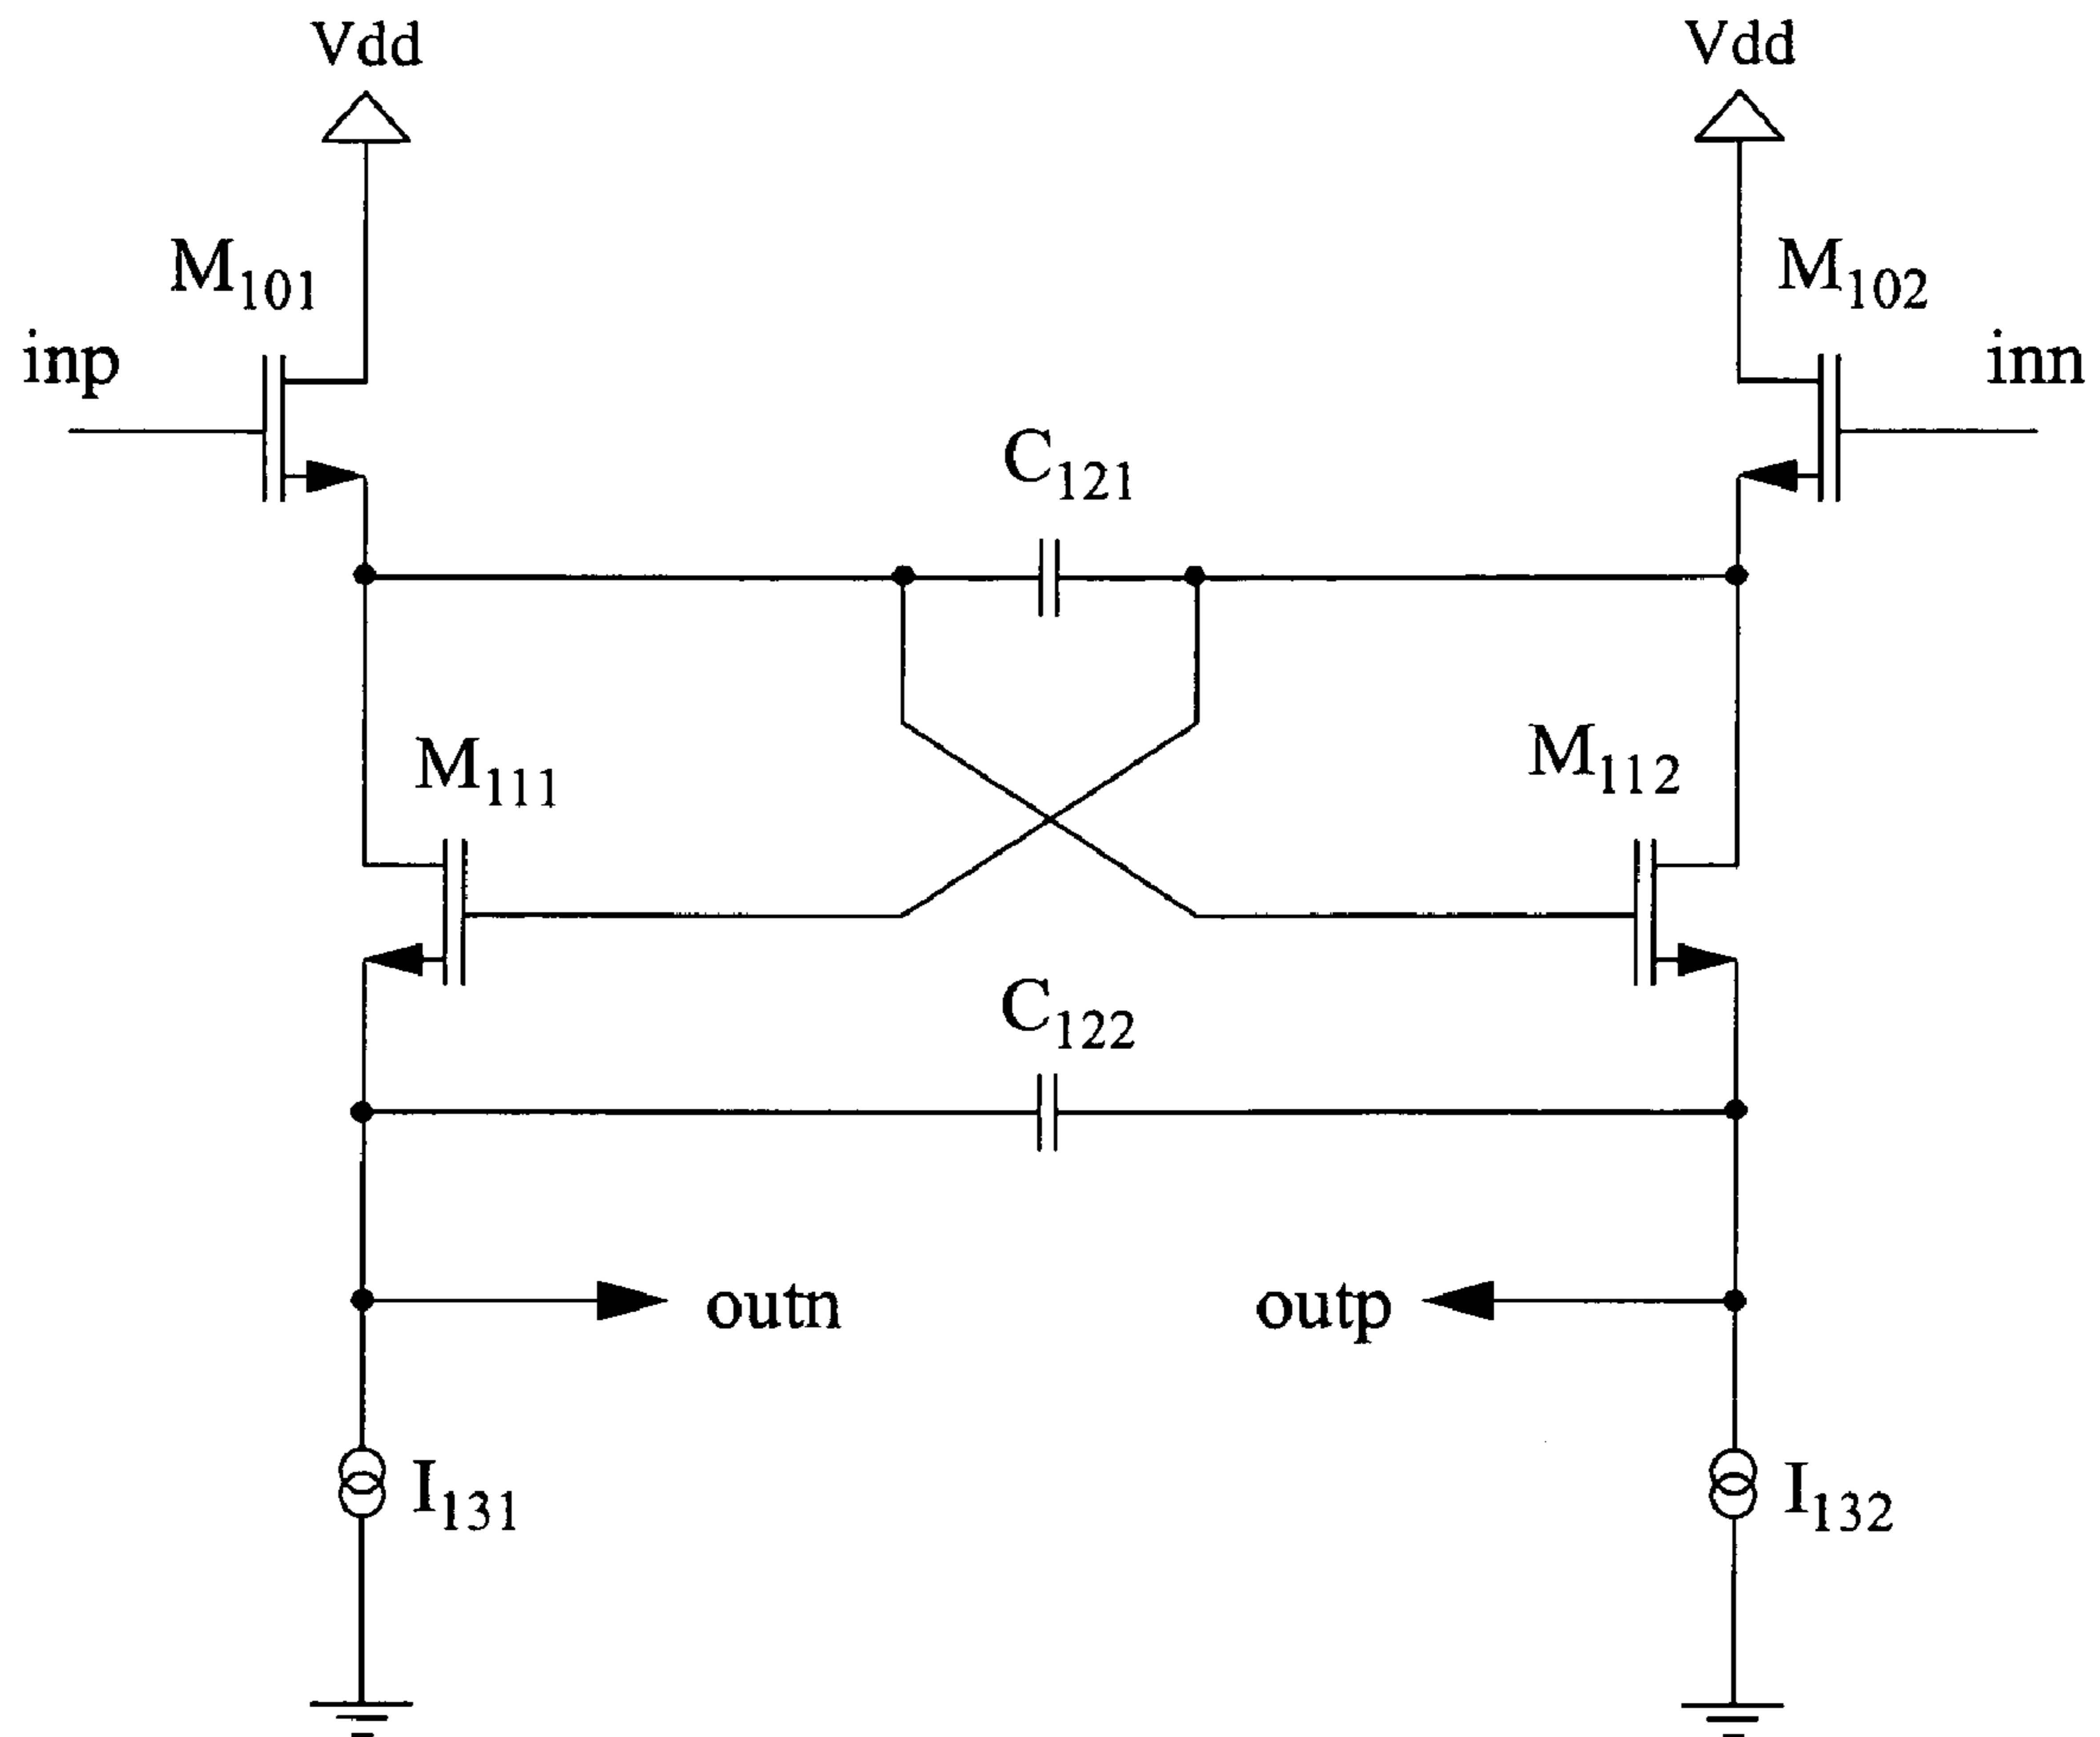 Vdd Vdd
M101 M102
inp inn
C121
M111 M112
C122
outn outp
I131 I132